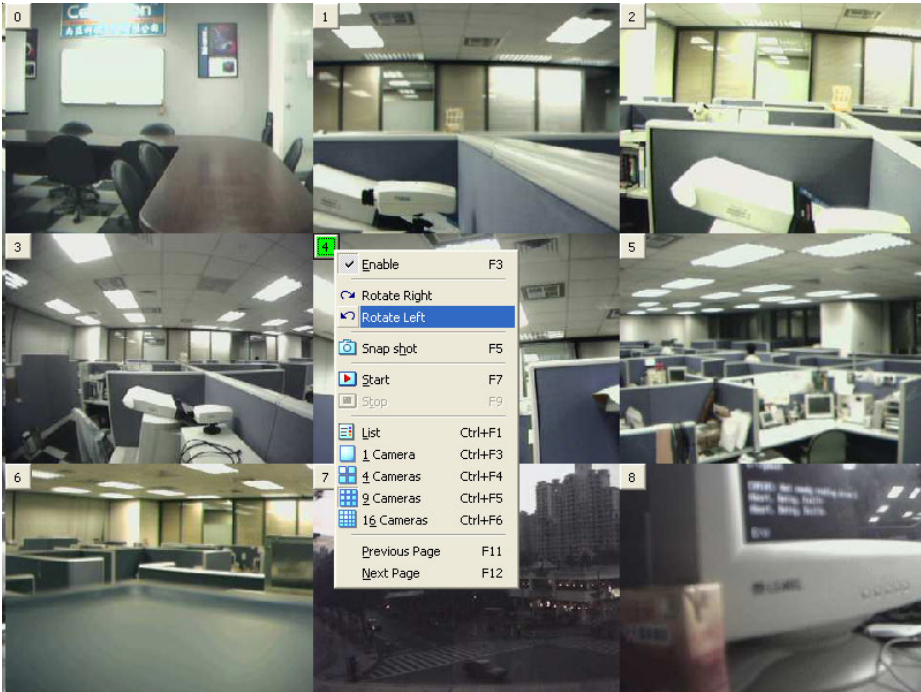 0
1
2
3
4
5
Enable F3
Rotate Right
Rotate Left
Snap shot F5
Start F7
Stop F9
List Ctrl+F1
1 Camera Ctrl+F3
4 Cameras Ctrl+F4
9 Cameras Ctrl+F5
16 Cameras Ctrl+F6
Previous Page F11
Next Page F12
6
7
8